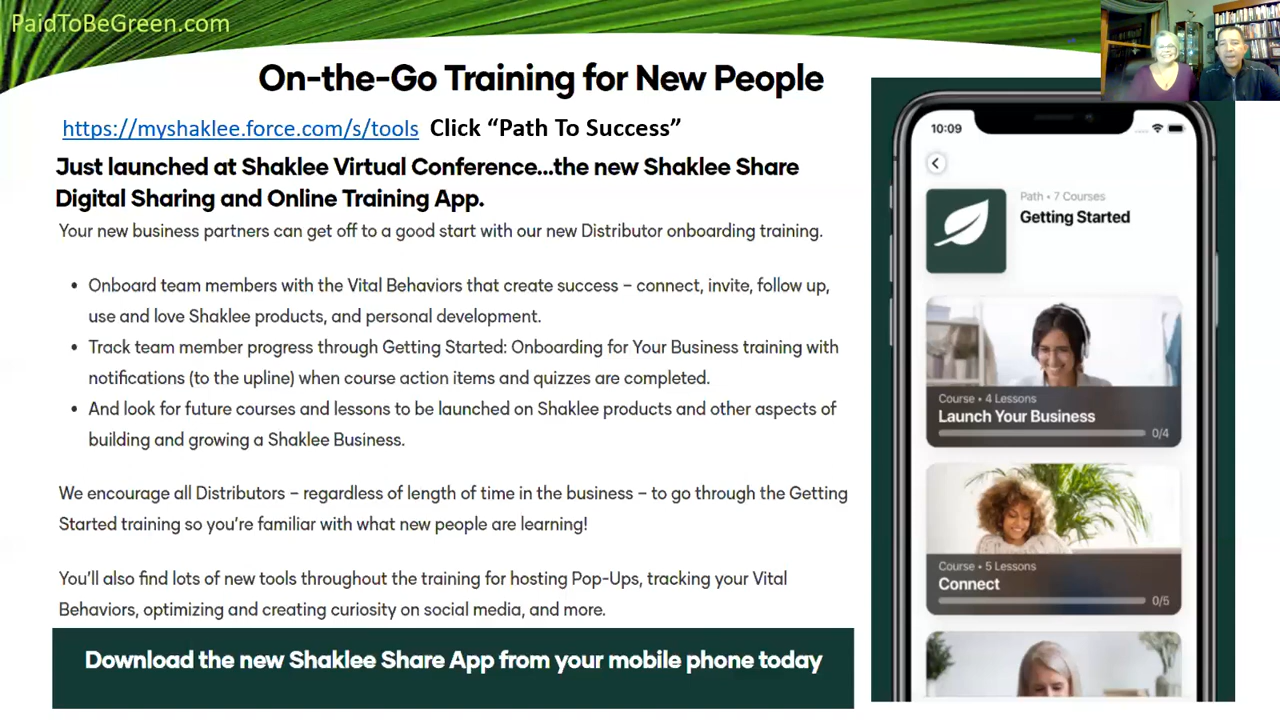 PaidToBeGreen.com
On-the-Go Training for New People
https://myshaklee.force.com/s/tools Click “Path To Success”
Just launched at Shaklee Virtual Conference...the new Shaklee Share
Digital Sharing and Online Training App.
Your new business partners can get off to a good start with our new Distributor onboarding training.
• Onboard team members with the Vital Behaviors that create success – connect, invite, follow up,
use and love Shaklee products, and personal development.
• Track team member progress through Getting Started: Onboarding for Your Business training with
notifications (to the upline) when course action items and quizzes are completed.
• And look for future courses and lessons to be launched on Shaklee products and other aspects of
building and growing a Shaklee Business.
We encourage all Distributors – regardless of length of time in the business – to go through the Getting
Started training so you’re familiar with what new people are learning!
You’ll also find lots of new tools throughout the training for hosting Pop-Ups, tracking your Vital
Behaviors, optimizing and creating curiosity on social media, and more.
Download the new Shaklee Share App from your mobile phone today
10:09
Path • 7 Courses
Getting Started
Course • 4 Lessons
Launch Your Business
0/4
Course • 5 Lessons
Connect
0/5